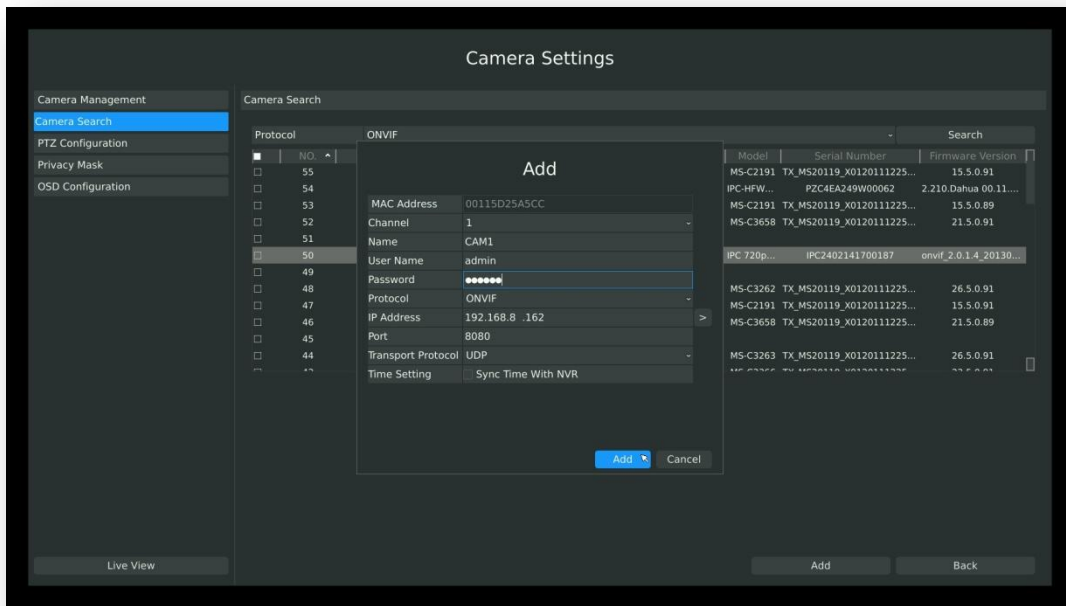 Camera Settings
Camera Management
Camera Search
PTZ Configuration
Privacy Mask
OSD Configuration
Live View
Camera Search
Protocol ONVIF Search
NO. Model Serial Number Firmware Version
55 MS-C2191 TX_MS20119_X0120111225... 15.5.0.91
54 IPC-HFW... PZC4EA249W00062 2.210.Dahua 00.11....
53 MS-C2191 TX_MS20119_X0120111225... 15.5.0.89
52 MS-C3658 TX_MS20119_X0120111225... 21.5.0.91
51
50 IPC 720p... IPC2402141700187 onvif_2.0.1.4_20130...
49
48 MS-C3262 TX_MS20119_X0120111225... 26.5.0.91
47 MS-C2191 TX_MS20119_X0120111225... 15.5.0.91
46 MS-C3658 TX_MS20119_X0120111225... 21.5.0.89
45
44 MS-C3263 TX_MS20119_X0120111225... 26.5.0.91
Add
MAC Address 00115D25A5CC
Channel 1
Name CAM1
User Name admin
Password ●●●●●●
Protocol ONVIF
IP Address 192.168.8 .162 >
Port 8080
Transport Protocol UDP
Time Setting Sync Time With NVR
Add Cancel
Add Back